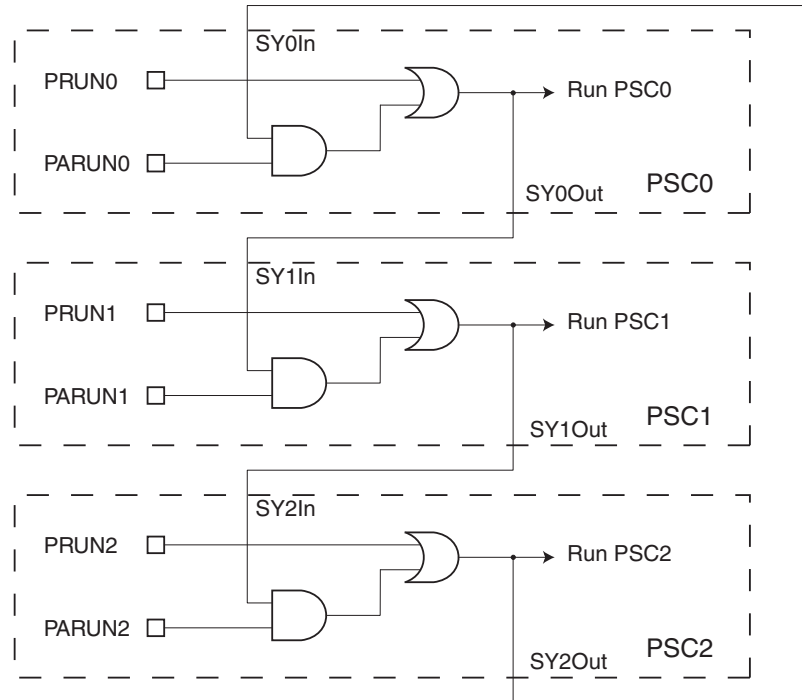 SY0In
PRUN0
Run PSC0
PARUN0
PSC0
SY0Out
SY1In
PRUN1
Run PSC1
PARUN1
PSC1
SY1Out
SY2In
PRUN2
Run PSC2
PARUN2
PSC2
SY2Out